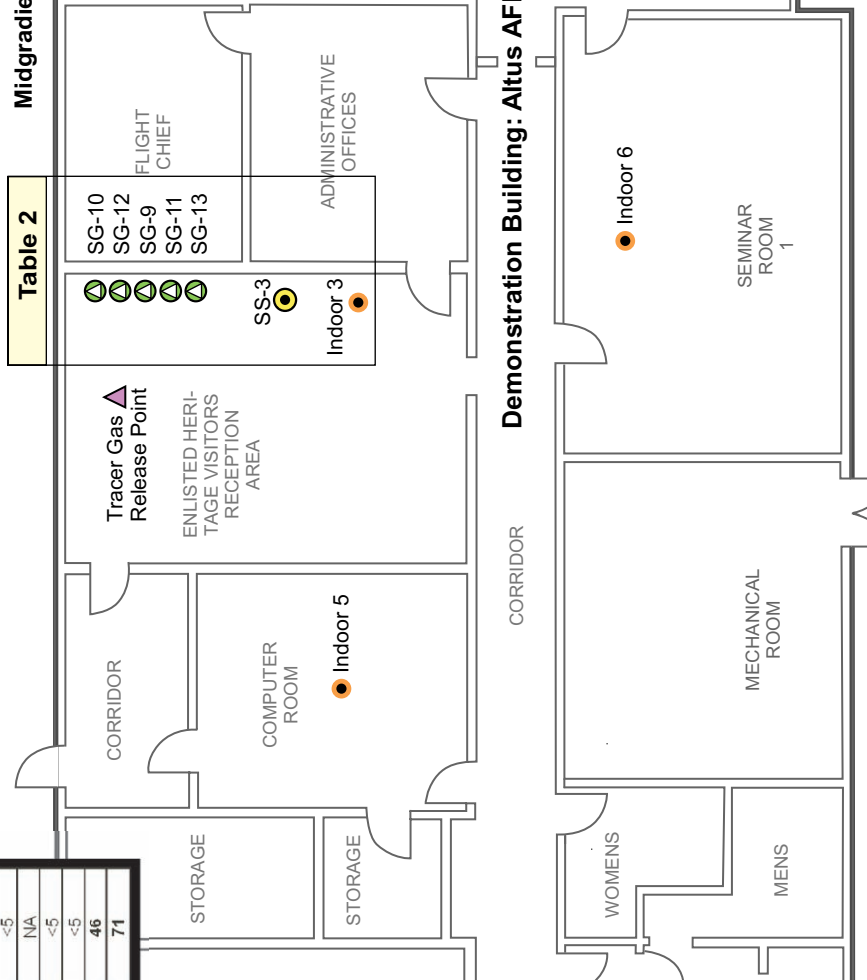 Midgradie
Table 2
FLIGHT
CHIEF
ADMINISTRATIVE
OFFICES
SG-10
SG-12
SG-9
SG-11
SG-13
SS-3
Indoor 3
Tracer Gas
Release Point
ENLISTED HERI-
TAGE VISITORS
RECEPTION
AREA
Demonstration Building: Altus AF
Indoor 6
SEMINAR
ROOM
1
CORRIDOR
MECHANICAL
ROOM
CORRIDOR
COMPUTER
ROOM
Indoor 5
STORAGE
STORAGE
WOMENS
MENS
<5
NA
<5
<5
46
71